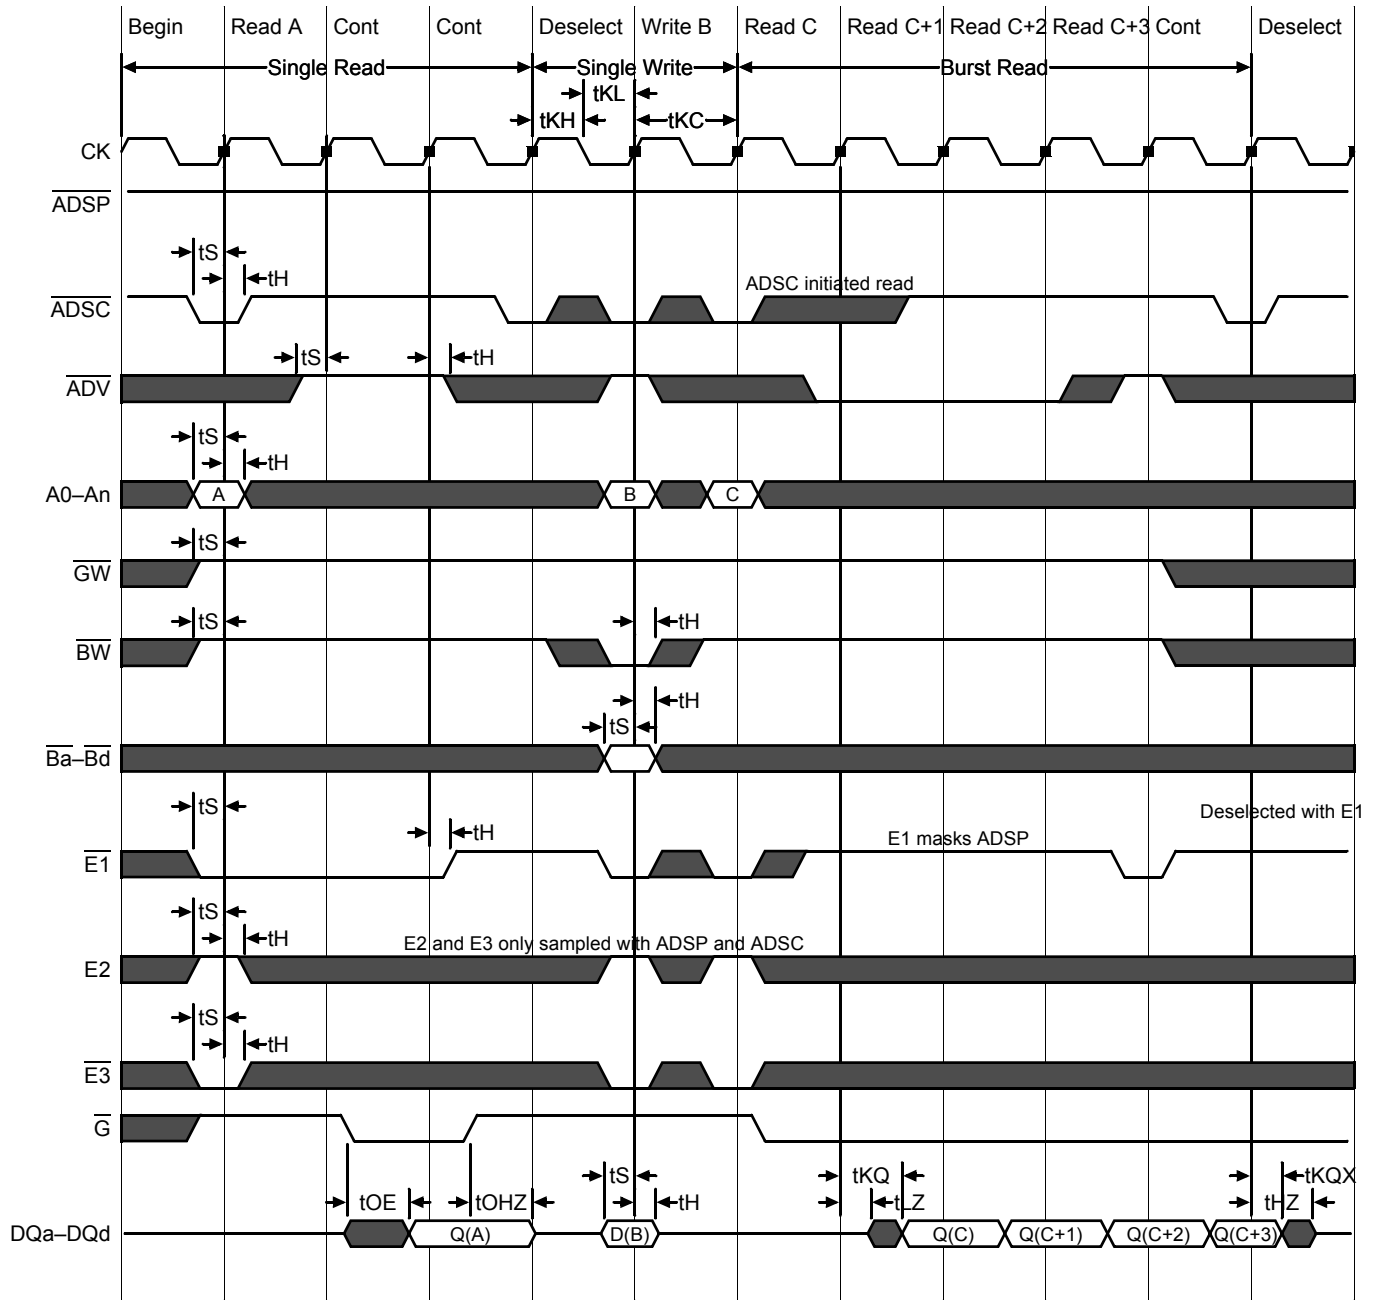 Begin Read A Cont Cont Deselect Write B Read C Read C+1 Read C+2 Read C+3 Cont Deselect
Single Read Single Write Burst Read
tKL
tKH tKC
CK
ADSP
tS
tH
ADSC initiated read
ADSC
tS tH
ADV
tS
tH
A0–An A B C
tS
GW
tS tH
BW
tH
tS
Ba–Bd
tS Deselected with E1
tH E1 masks ADSP
E1
tS
tH E2 and E3 only sampled with ADSP and ADSC
E2
tS
tH
E3
G
tS tKQ tKQX
tOE tOHZ tH tLZ tHZ
DQa–DQd Q(A) D(B) Q(C) Q(C+1) Q(C+2) Q(C+3)